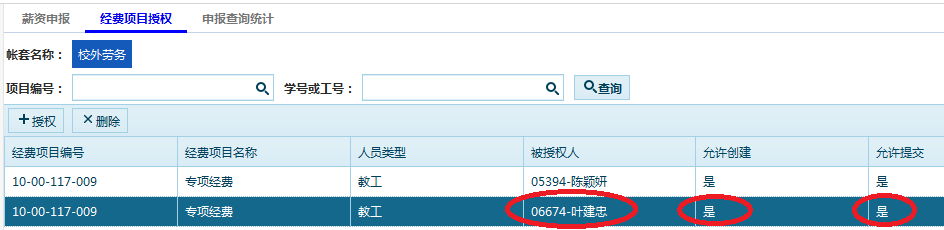 薪资申报 经费项目授权 申报查询统计
帐套名称： 校外劳务
项目编号： 学号或工号： 查询
授权 删除
经费项目编号 经费项目名称 人员类型 被授权人 允许创建 允许提交
10-00-117-009 专项经费 教工 05394-陈颖妍 是 是
10-00-117-009 专项经费 教工 06674-叶建忠 是 是